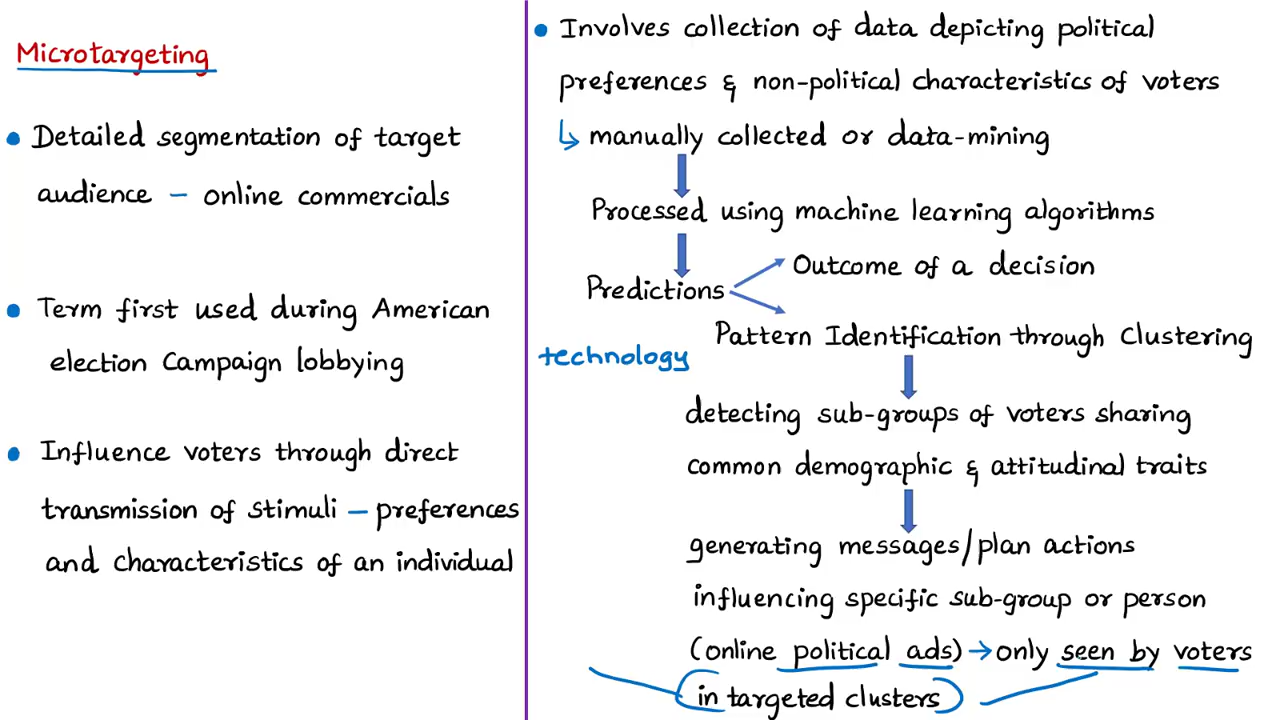 Microtargeting
• Detailed segmentation of target
audience – online commercials
• Term first used during American
election Campaign lobbying
• Influence voters through direct
transmission of stimuli – preferences
and characteristics of an individual
• Involves collection of data depicting political
preferences & non-political characteristics of voters
↳ manually collected or data-mining
Processed using machine learning algorithms
Predictions
Outcome of a decision
Pattern Identification through Clustering
technology
detecting sub-groups of voters sharing
common demographic & attitudinal traits
generating messages/plan actions
influencing specific sub-group or person
(online political ads) → only seen by voters
in targeted clusters